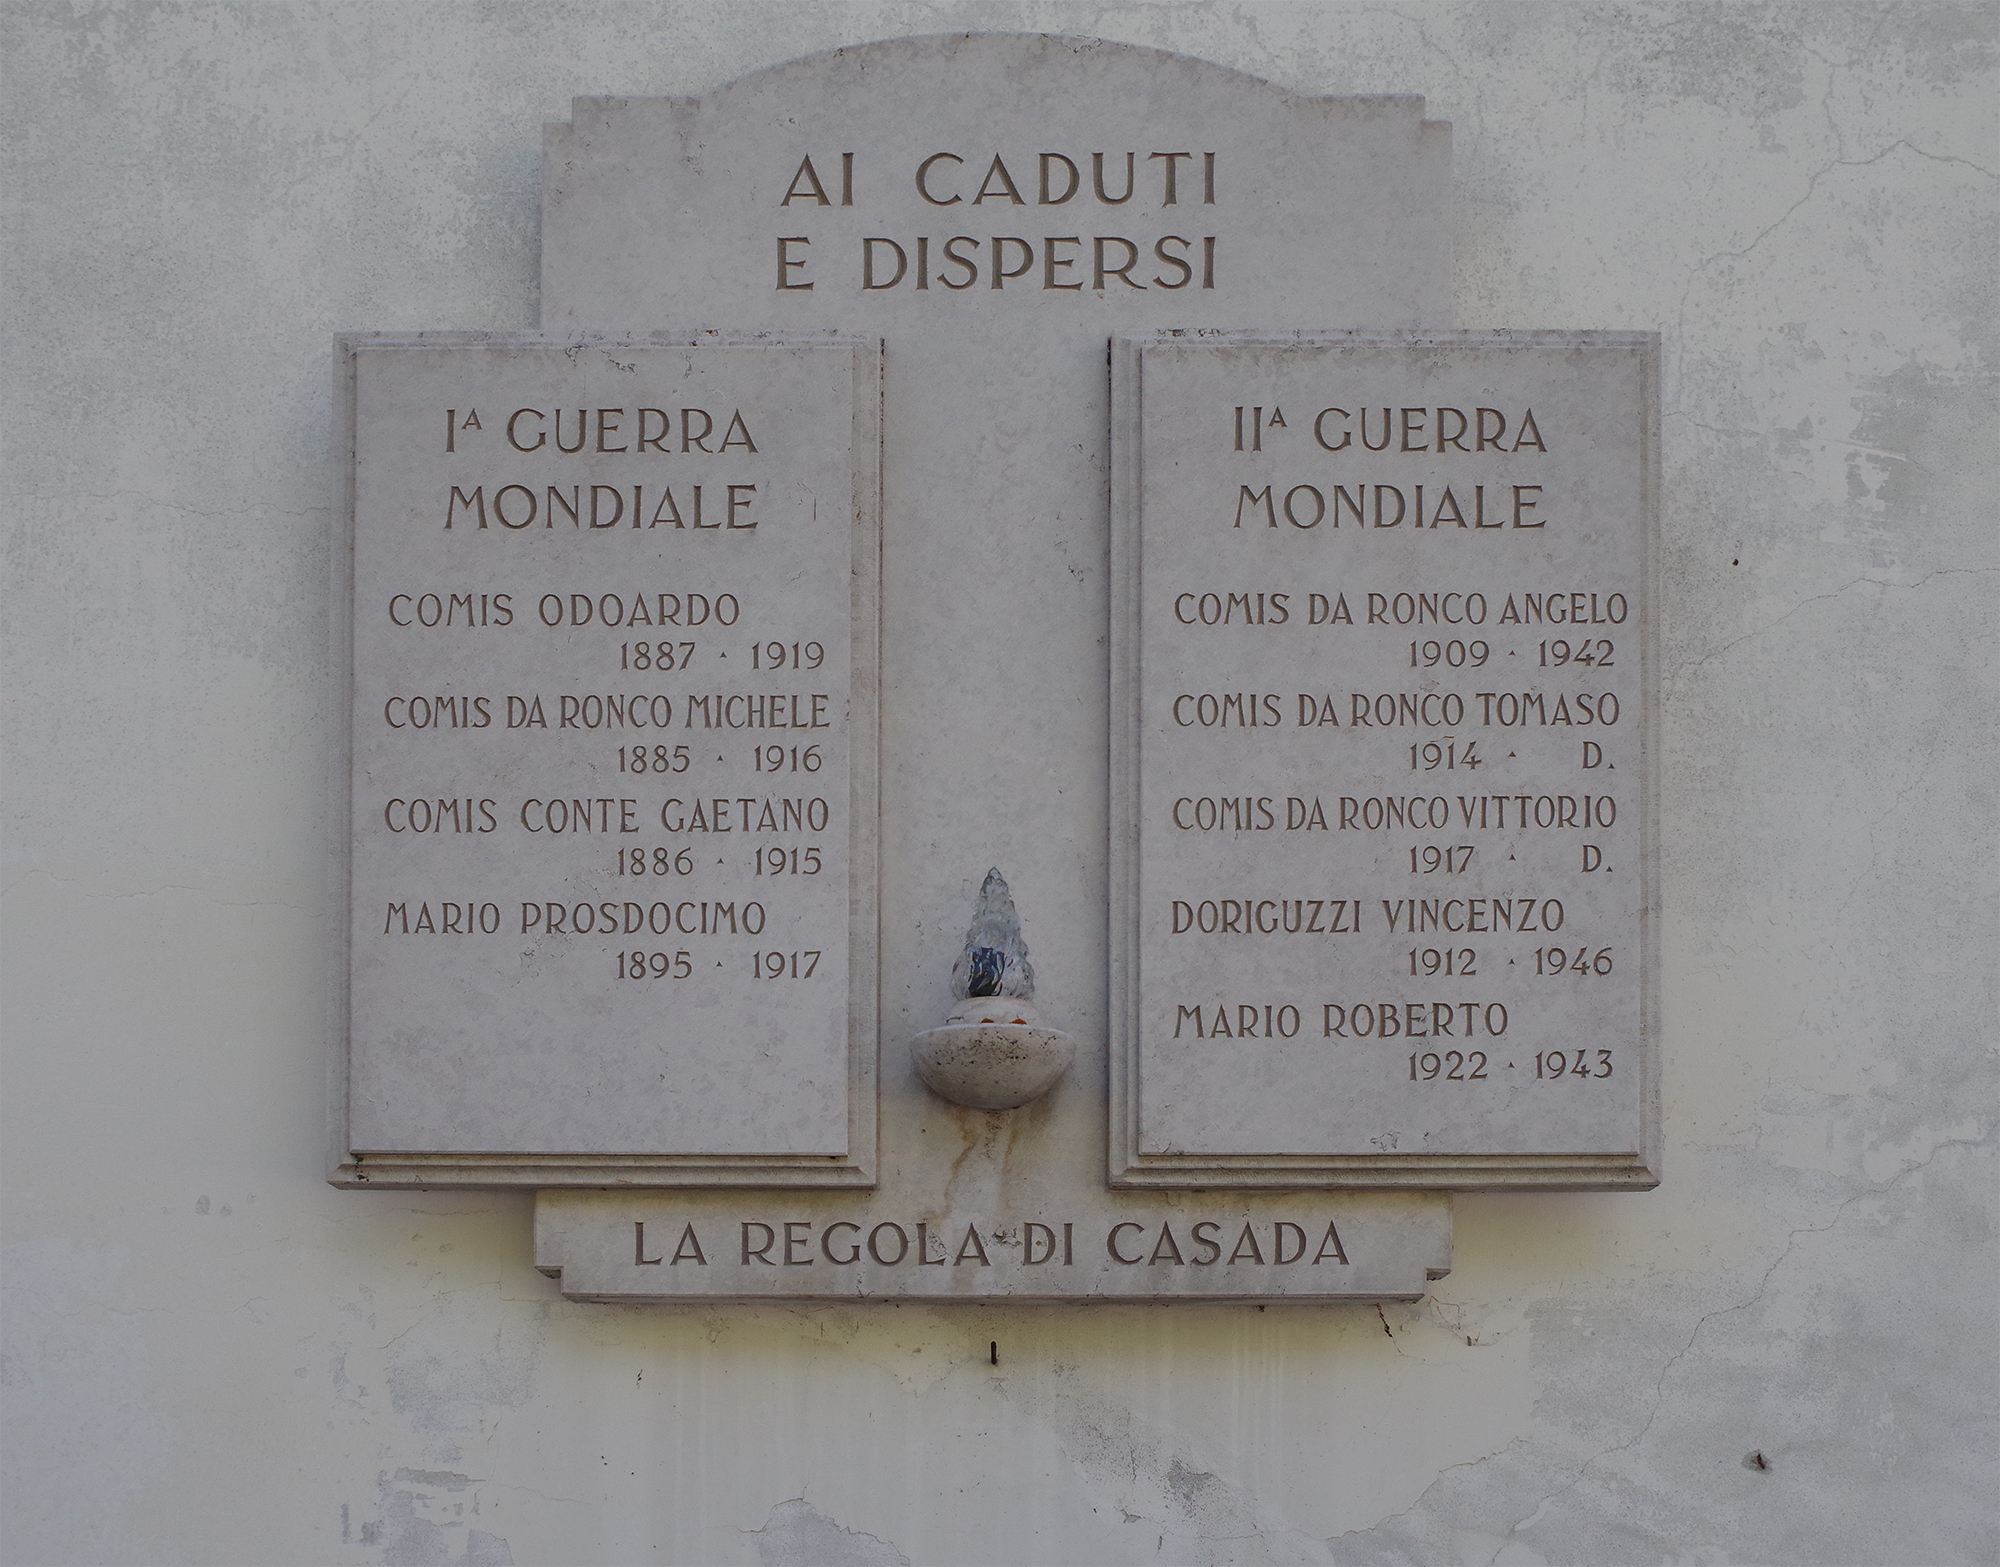 AI CADUTI
E DISPERSI
Iᴬ GUERRA
MONDIALE
COMIS ODOARDO
1887 · 1919
COMIS DA RONCO MICHELE
1885 · 1916
COMIS CONTE GAETANO
1886 · 1915
MARIO PROSDOCIMO
1895 · 1917
IIᴬ GUERRA
MONDIALE
COMIS DA RONCO ANGELO
1909 · 1942
COMIS DA RONCO TOMASO
1914 · D.
COMIS DA RONCO VITTORIO
1917 · D.
DORIGUZZI VINCENZO
1912 · 1946
MARIO ROBERTO
1922 · 1943
LA REGOLA DI CASADA